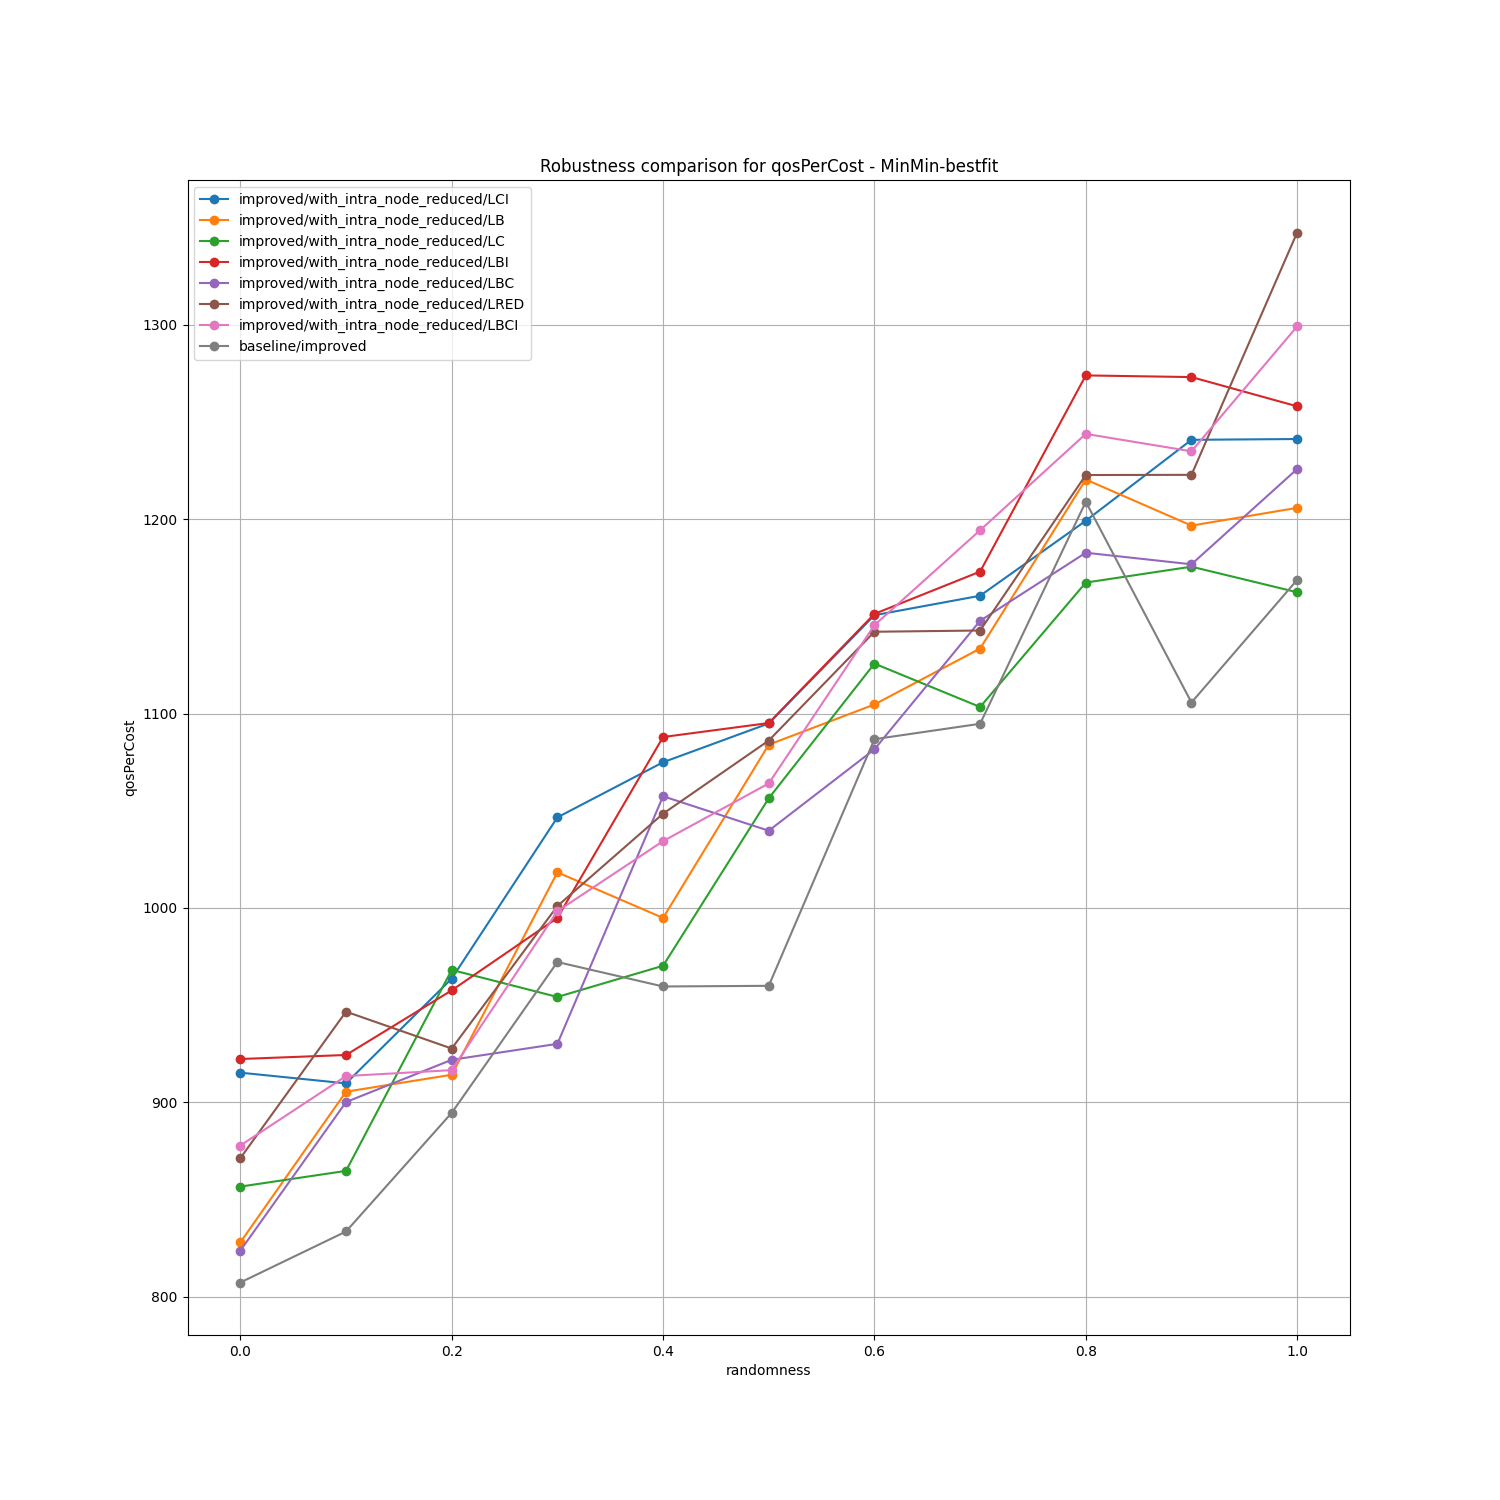 Robustness comparison for qosPerCost - MinMin-bestfit
improved/with_intra_node_reduced/LCI
improved/with_intra_node_reduced/LB
improved/with_intra_node_reduced/LC
improved/with_intra_node_reduced/LBI
improved/with_intra_node_reduced/LBC
improved/with_intra_node_reduced/LRED
improved/with_intra_node_reduced/LBCI
baseline/improved
1300
1200
1100
1000
900
800
qosPerCost
0.0 0.2 0.4 0.6 0.8 1.0
randomness